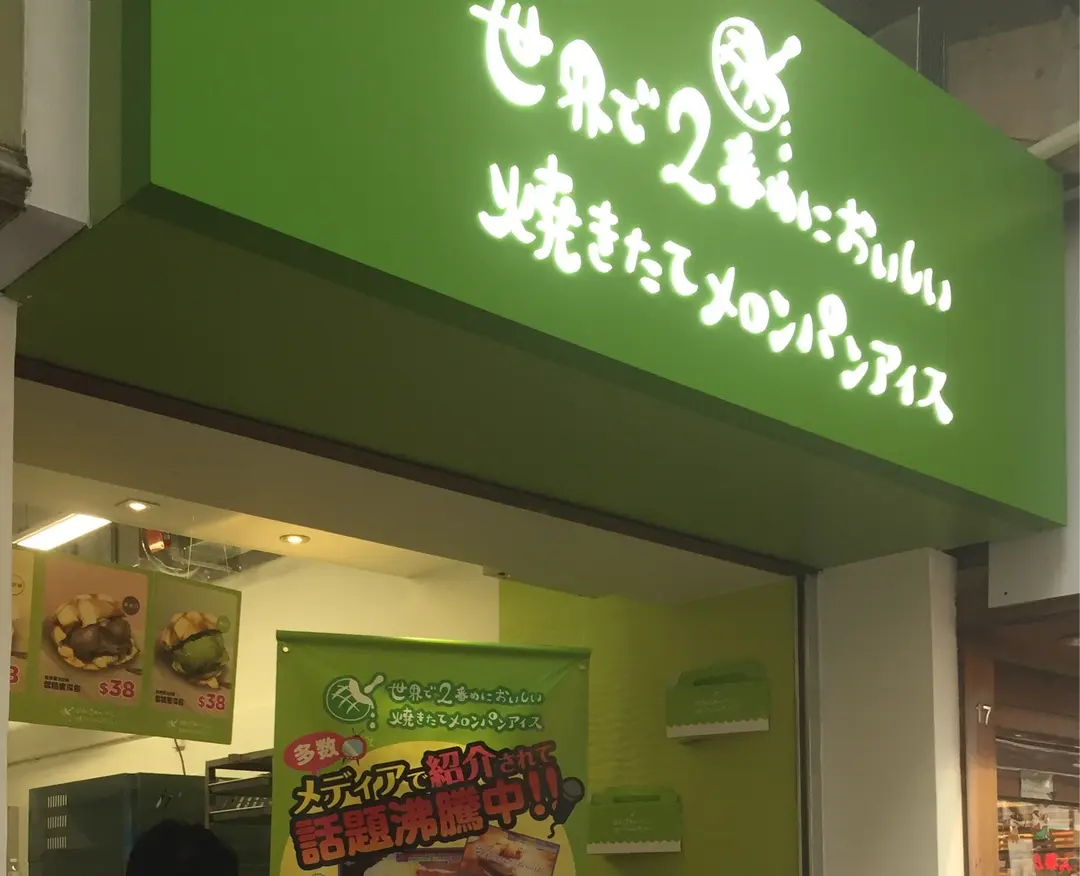 世界で2番めにおいしい
焼きたてメロンパンアイス
$38
$38
世界で2番めにおいしい
焼きたてメロンパンアイス
多数
メディアで紹介されて
話題沸騰中!!
17